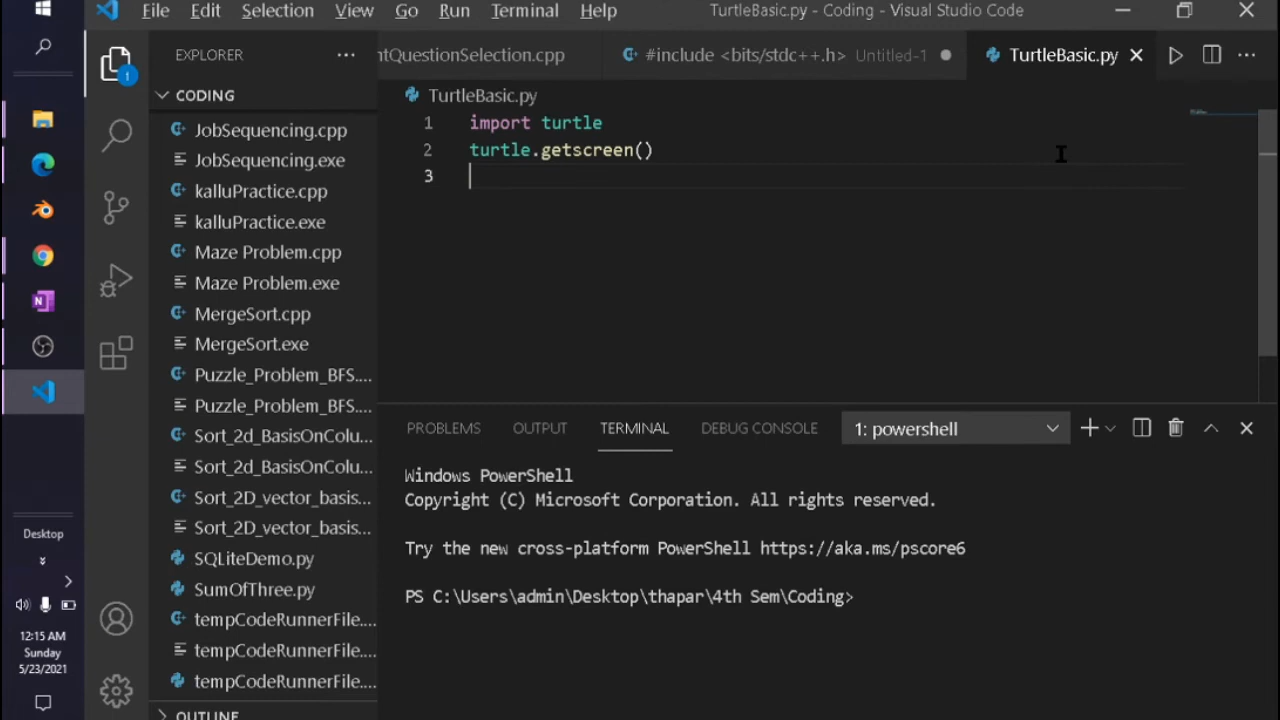 File Edit Selection View Go Run Terminal Help
TurtleBasic.py - Coding - Visual Studio Code
EXPLORER
ntQuestionSelection.cpp
#include <bits/stdc++.h> Untitled-1
TurtleBasic.py
1
CODING
JobSequencing.cpp
JobSequencing.exe
kalluPractice.cpp
kalluPractice.exe
Maze Problem.cpp
Maze Problem.exe
MergeSort.cpp
MergeSort.exe
Puzzle_Problem_BFS....
Puzzle_Problem_BFS....
Sort_2d_BasisOnColu...
Sort_2d_BasisOnColu...
Sort_2D_vector_basis...
Sort_2D_vector_basis...
SQLiteDemo.py
SumOfThree.py
tempCodeRunnerFile....
tempCodeRunnerFile....
tempCodeRunnerFile....
OUTLINE
TurtleBasic.py
1 import turtle
2 turtle.getscreen()
3
PROBLEMS OUTPUT TERMINAL DEBUG CONSOLE 1: powershell
Windows PowerShell
Copyright (C) Microsoft Corporation. All rights reserved.
Try the new cross-platform PowerShell https://aka.ms/pscore6
PS C:\Users\admin\Desktop\thapar\4th Sem\Coding>
N
Desktop
12:15 AM
Sunday
5/23/2021